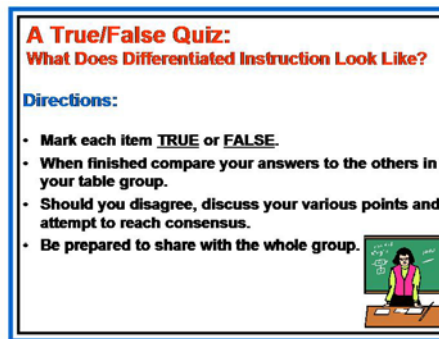 A True/False Quiz:
What Does Differentiated Instruction Look Like?
Directions:
• Mark each item TRUE or FALSE.
• When finished compare your answers to the others in
your table group.
• Should you disagree, discuss your various points and
attempt to reach consensus.
• Be prepared to share with the whole group.